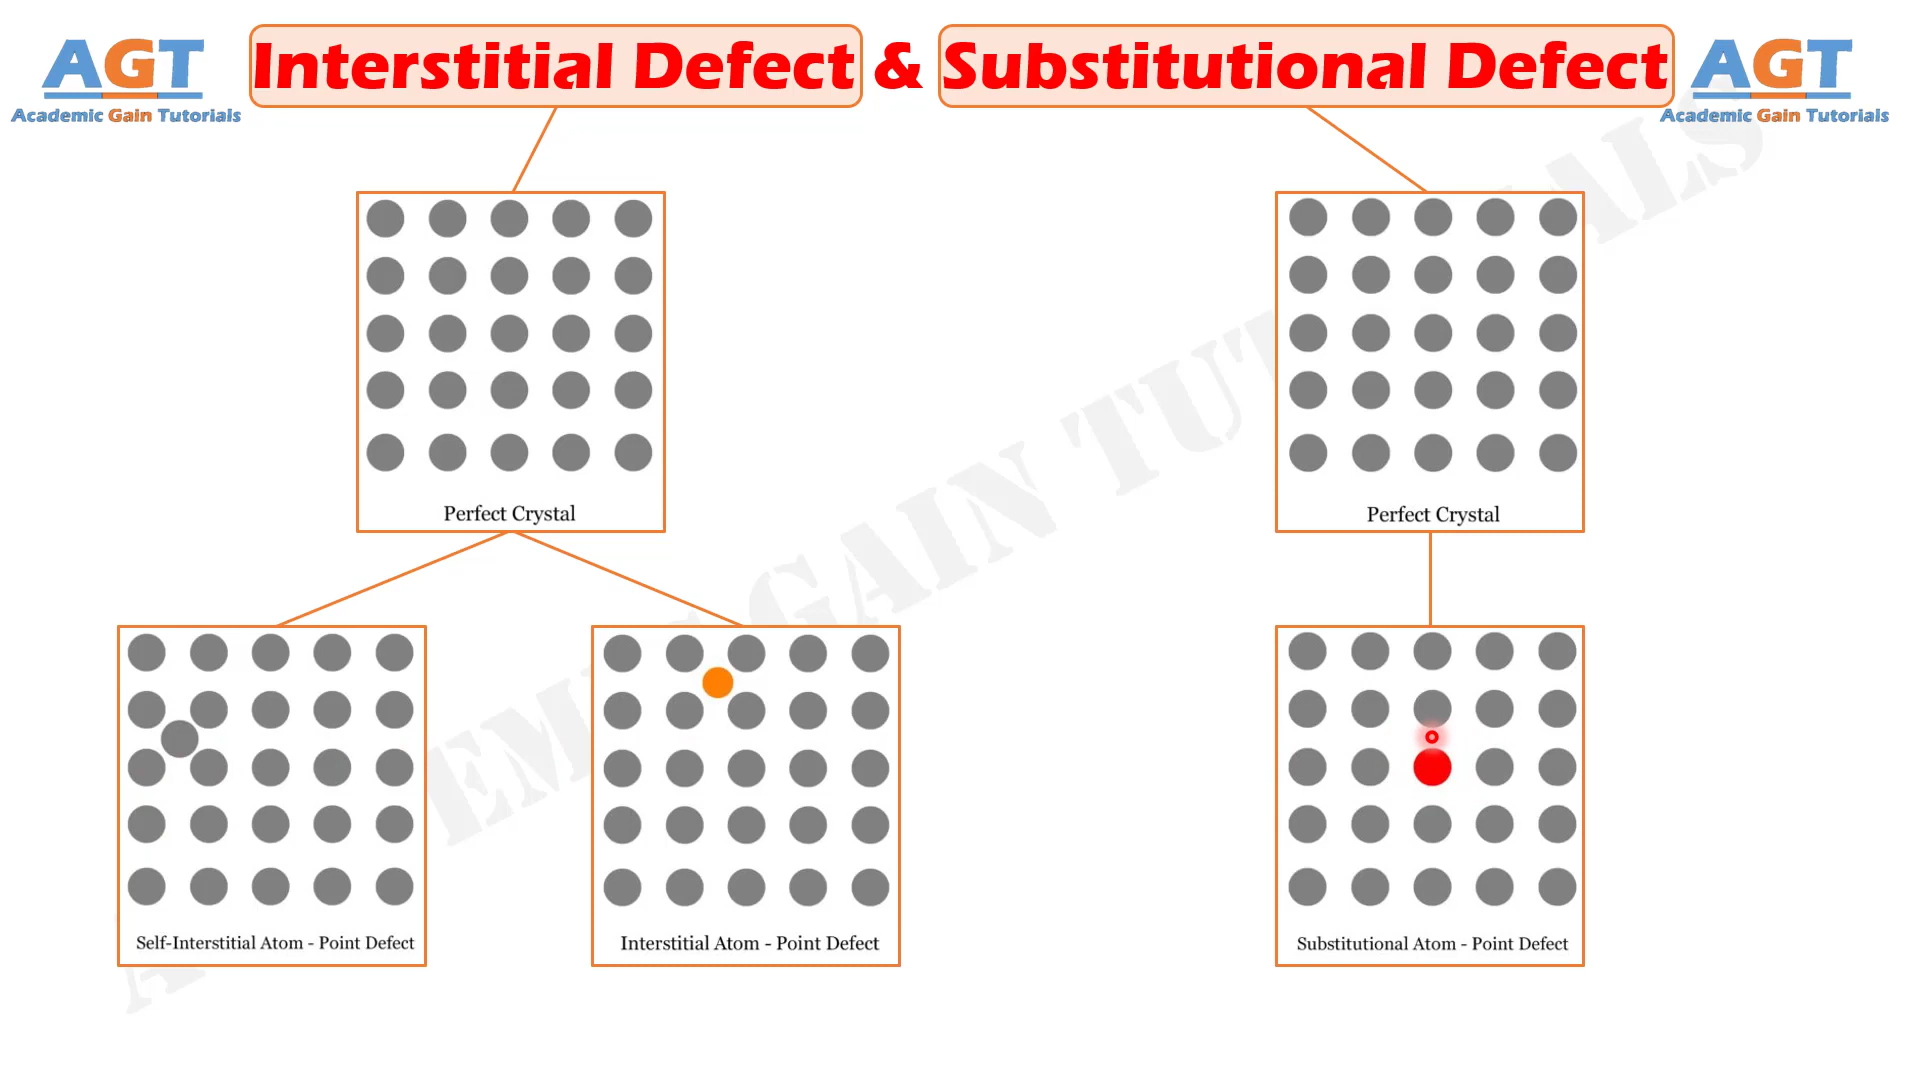 AGT
Academic Gain Tutorials
Interstitial Defect & Substitutional Defect
AGT
Academic Gain Tutorials
Perfect Crystal
Perfect Crystal
Self-Interstitial Atom - Point Defect
Interstitial Atom - Point Defect
Substitutional Atom - Point Defect